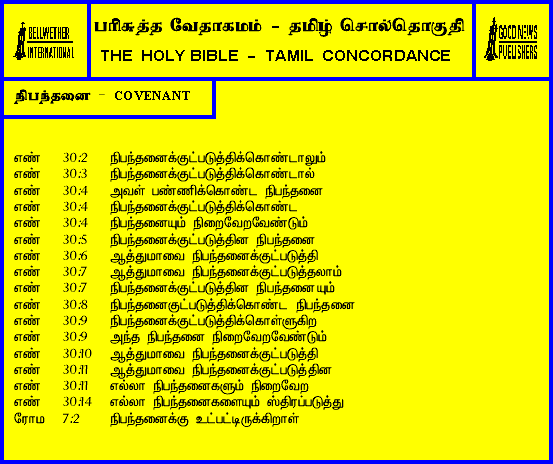 BELLWETHER
INTERNATIONAL
பரிசுத்த வேதாகமம் - தமிழ் சொல்தொகுதி
THE HOLY BIBLE - TAMIL CONCORDANCE
GOOD NEWS
PUBLISHERS
நிபந்தனை - COVENANT
எண் 30:2 நிபந்தனைக்குட்படுத்திக்கொண்டாலும்
எண் 30:3 நிபந்தனைக்குட்படுத்திக்கொண்டால்
எண் 30:4 அவள் பண்ணிக்கொண்ட நிபந்தனை
எண் 30:4 நிபந்தனைக்குட்படுத்திக்கொண்ட
எண் 30:4 நிபந்தனையும் நிறைவேறவேண்டும்
எண் 30:5 நிபந்தனைக்குட்படுத்தின நிபந்தனை
எண் 30:6 ஆத்துமாவை நிபந்தனைக்குட்படுத்தி
எண் 30:7 ஆத்துமாவை நிபந்தனைக்குட்படுத்தலாம்
எண் 30:7 நிபந்தனைக்குட்படுத்தின நிபந்தனையும்
எண் 30:8 நிபந்தனைகுட்படுத்திக்கொண்ட நிபந்தனை
எண் 30:9 நிபந்தனைக்குட்படுத்திக்கொள்ளுகிற
எண் 30:9 அந்த நிபந்தனை நிறைவேறவேண்டும்
எண் 30:10 ஆத்துமாவை நிபந்தனைக்குட்படுத்தி
எண் 30:11 ஆத்துமாவை நிபந்தனைக்குட்படுத்தின
எண் 30:11 எல்லா நிபந்தனைகளும் நிறைவேற
எண் 30:14 எல்லா நிபந்தனைகளையும் ஸ்திரப்படுத்து
ரோம 7:2 நிபந்தனைக்கு உட்பட்டிருக்கிறாள்